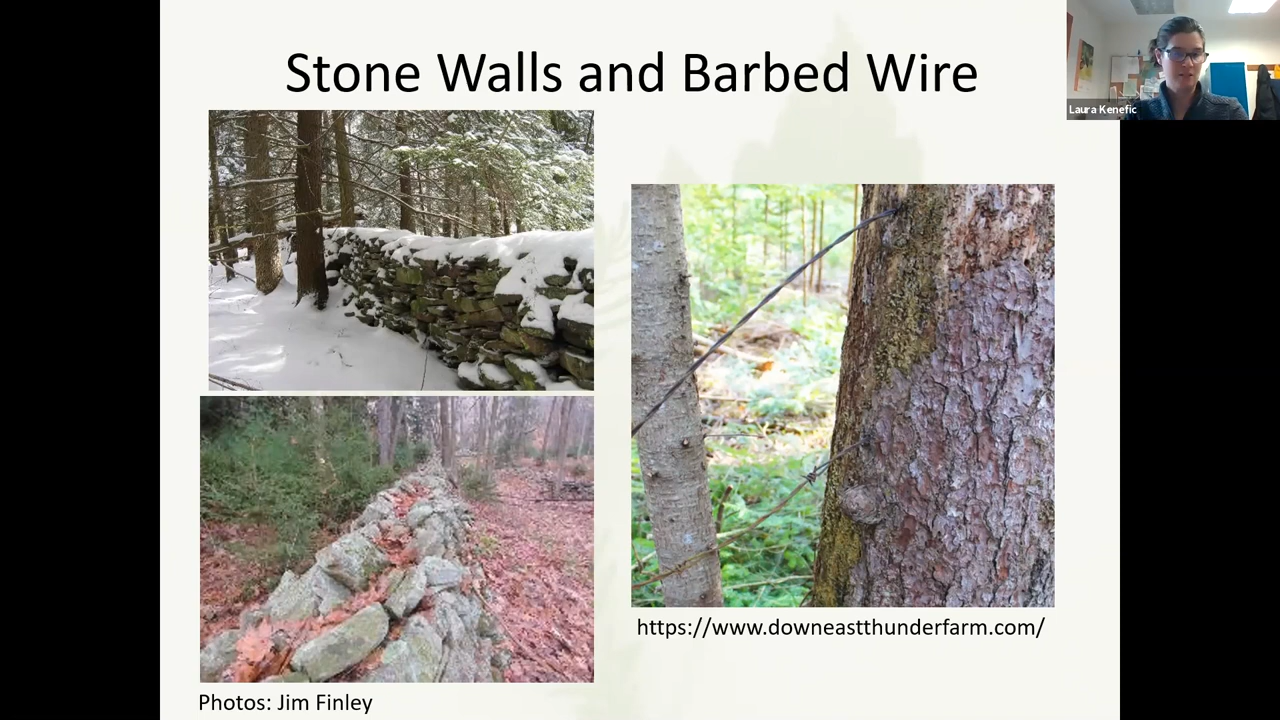 Stone Walls and Barbed Wire
Laura Kenefic
https://www.downeastthunderfarm.com/
Photos: Jim Finley